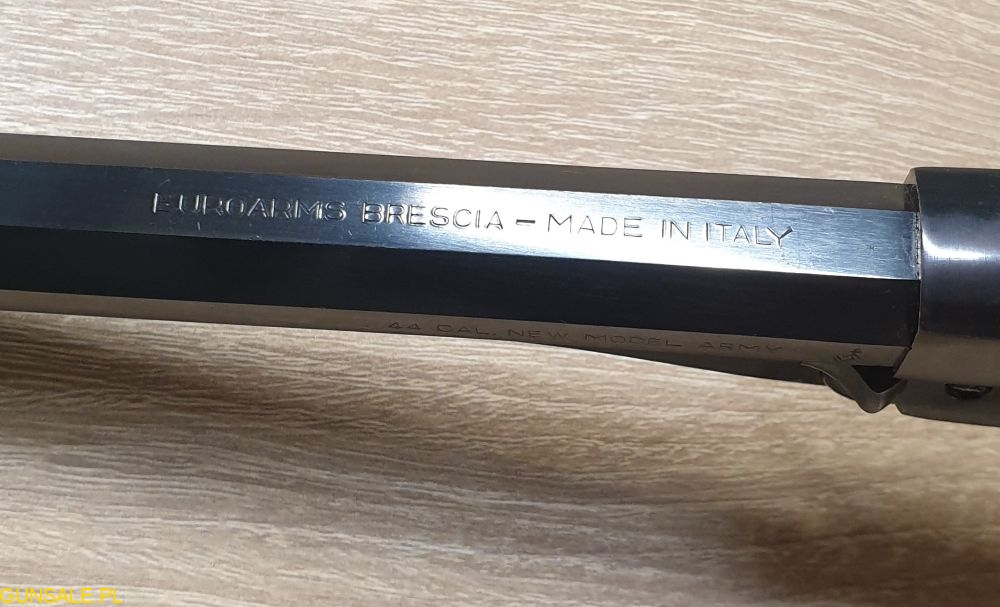 EUROARMS BRESCIA – MADE IN ITALY
44 CAL. NEW MODEL ARMY
GUNSALE.PL